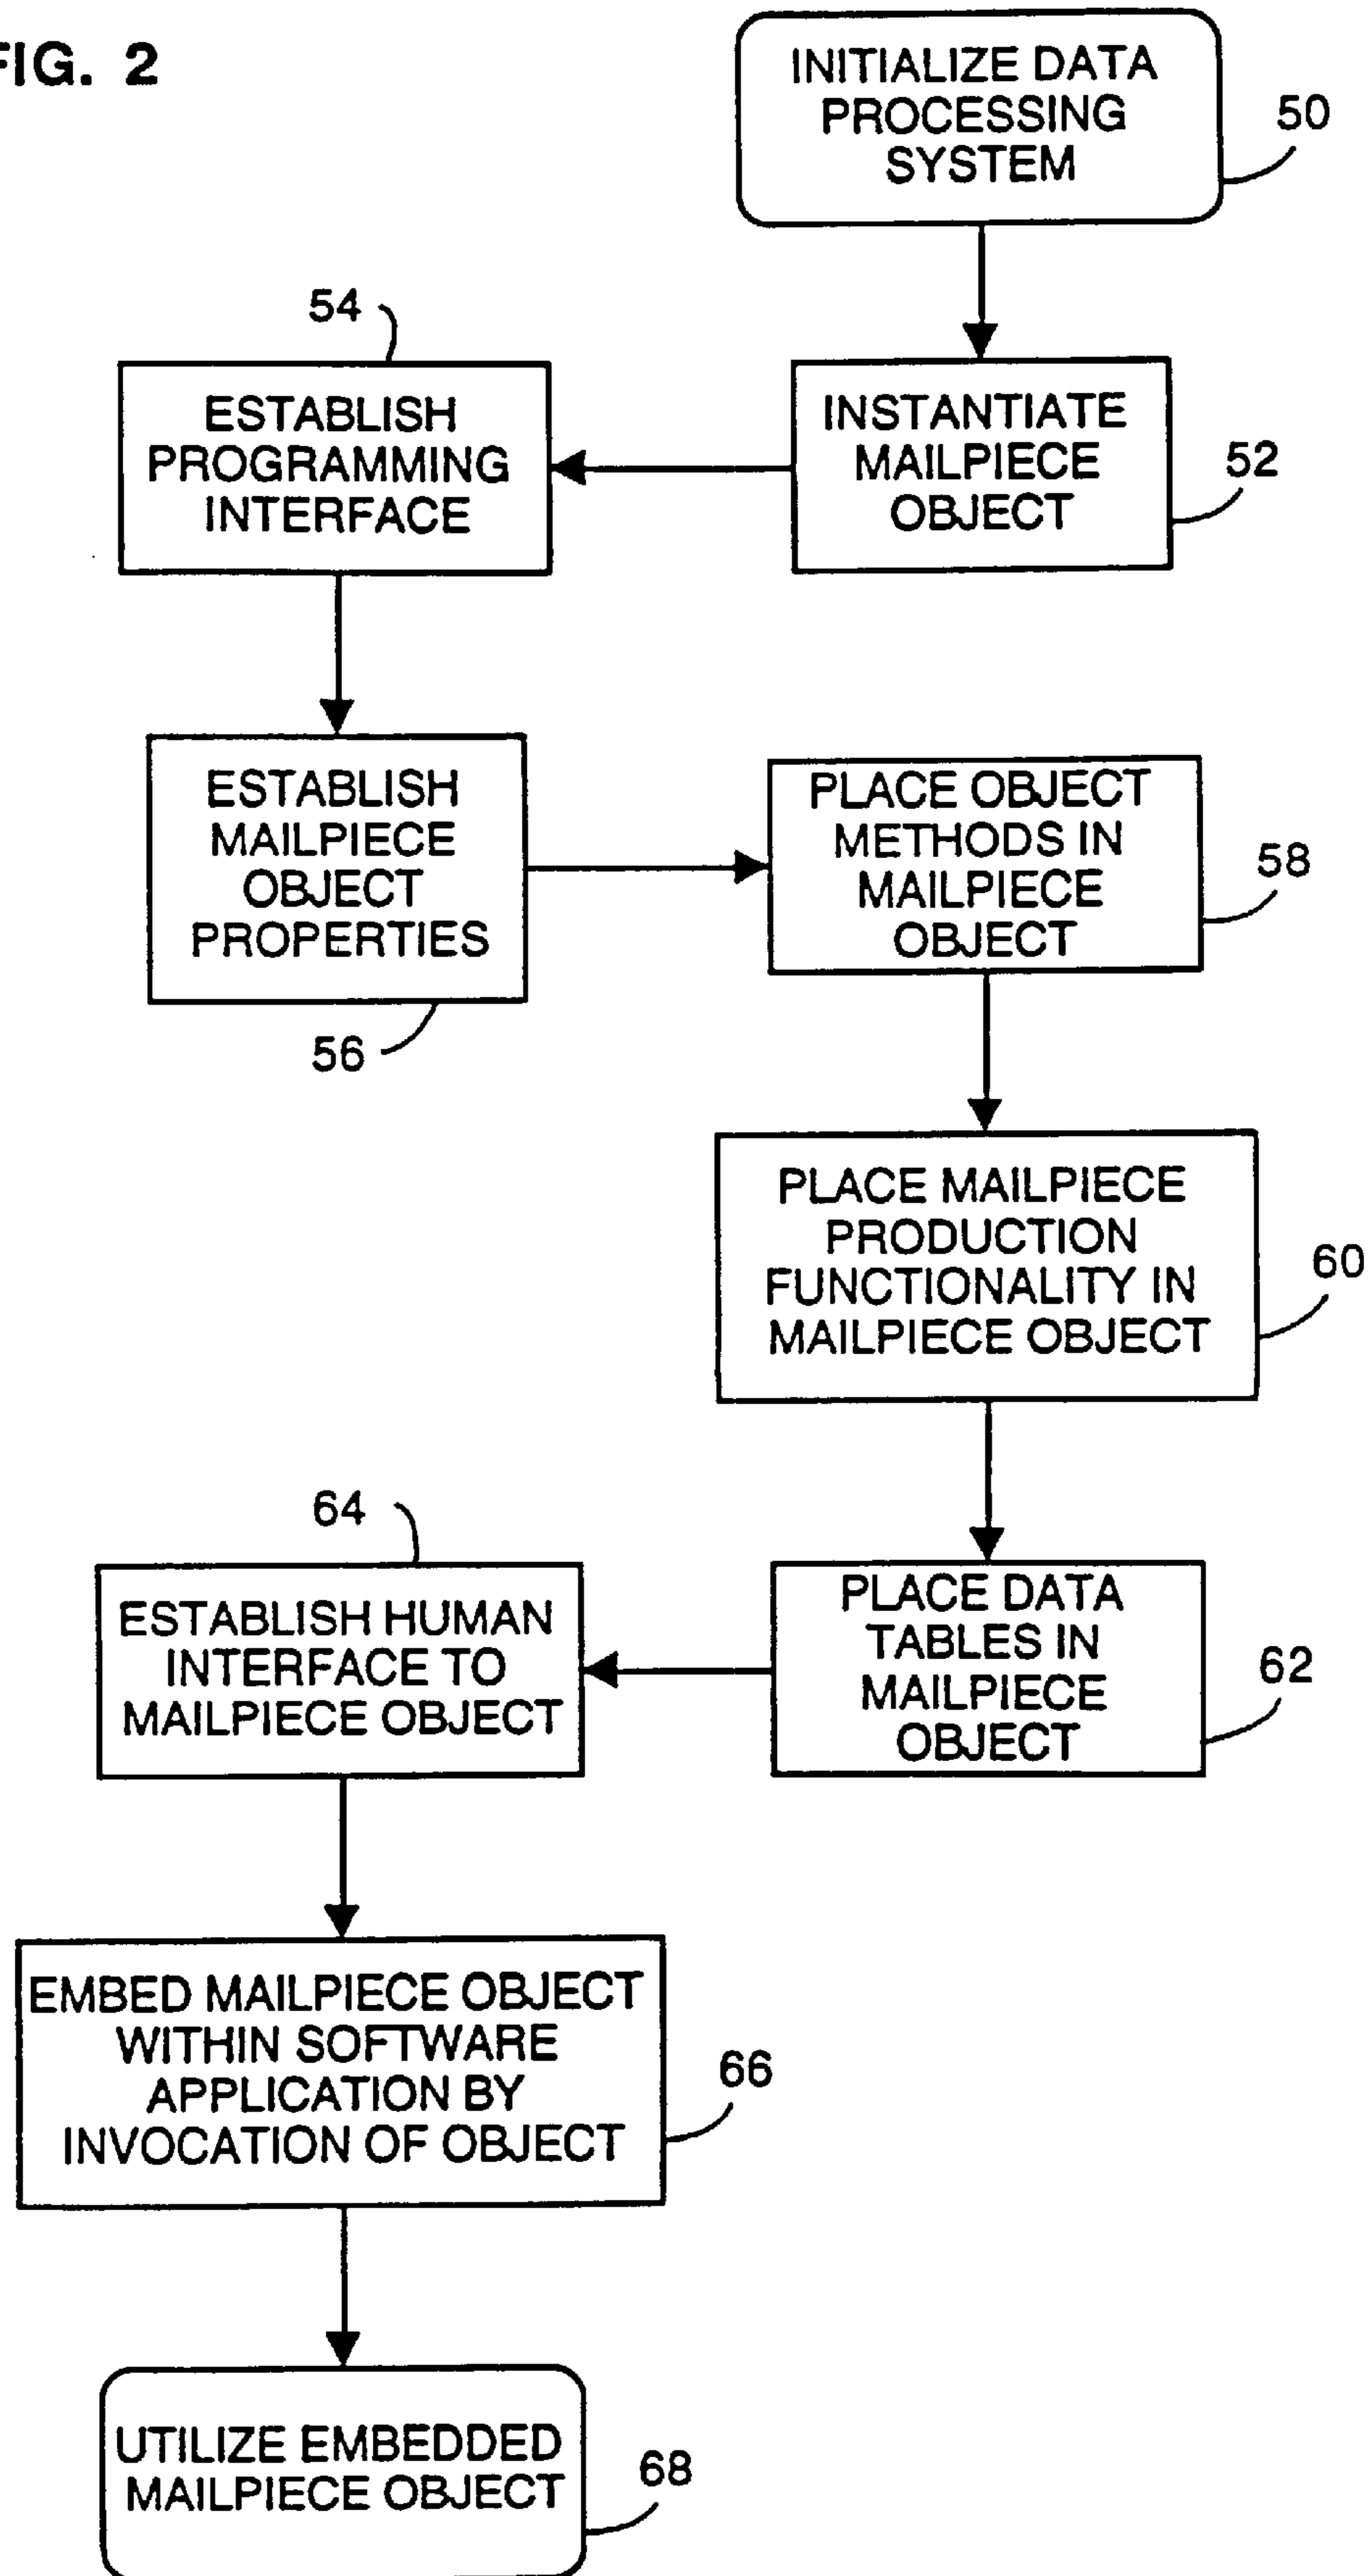 FIG. 2
INITIALIZE DATA
PROCESSING
SYSTEM
50
54
ESTABLISH
PROGRAMMING
INTERFACE
INSTANTIATE
MAILPIECE
OBJECT
52
ESTABLISH
MAILPIECE
OBJECT
PROPERTIES
56
PLACE OBJECT
METHODS IN
MAILPIECE
OBJECT
58
PLACE MAILPIECE
PRODUCTION
FUNCTIONALITY IN
MAILPIECE OBJECT
60
64
ESTABLISH HUMAN
INTERFACE TO
MAILPIECE OBJECT
PLACE DATA
TABLES IN
MAILPIECE
OBJECT
62
EMBED MAILPIECE OBJECT
WITHIN SOFTWARE
APPLICATION BY
INVOCATION OF OBJECT
66
UTILIZE EMBEDDED
MAILPIECE OBJECT
68